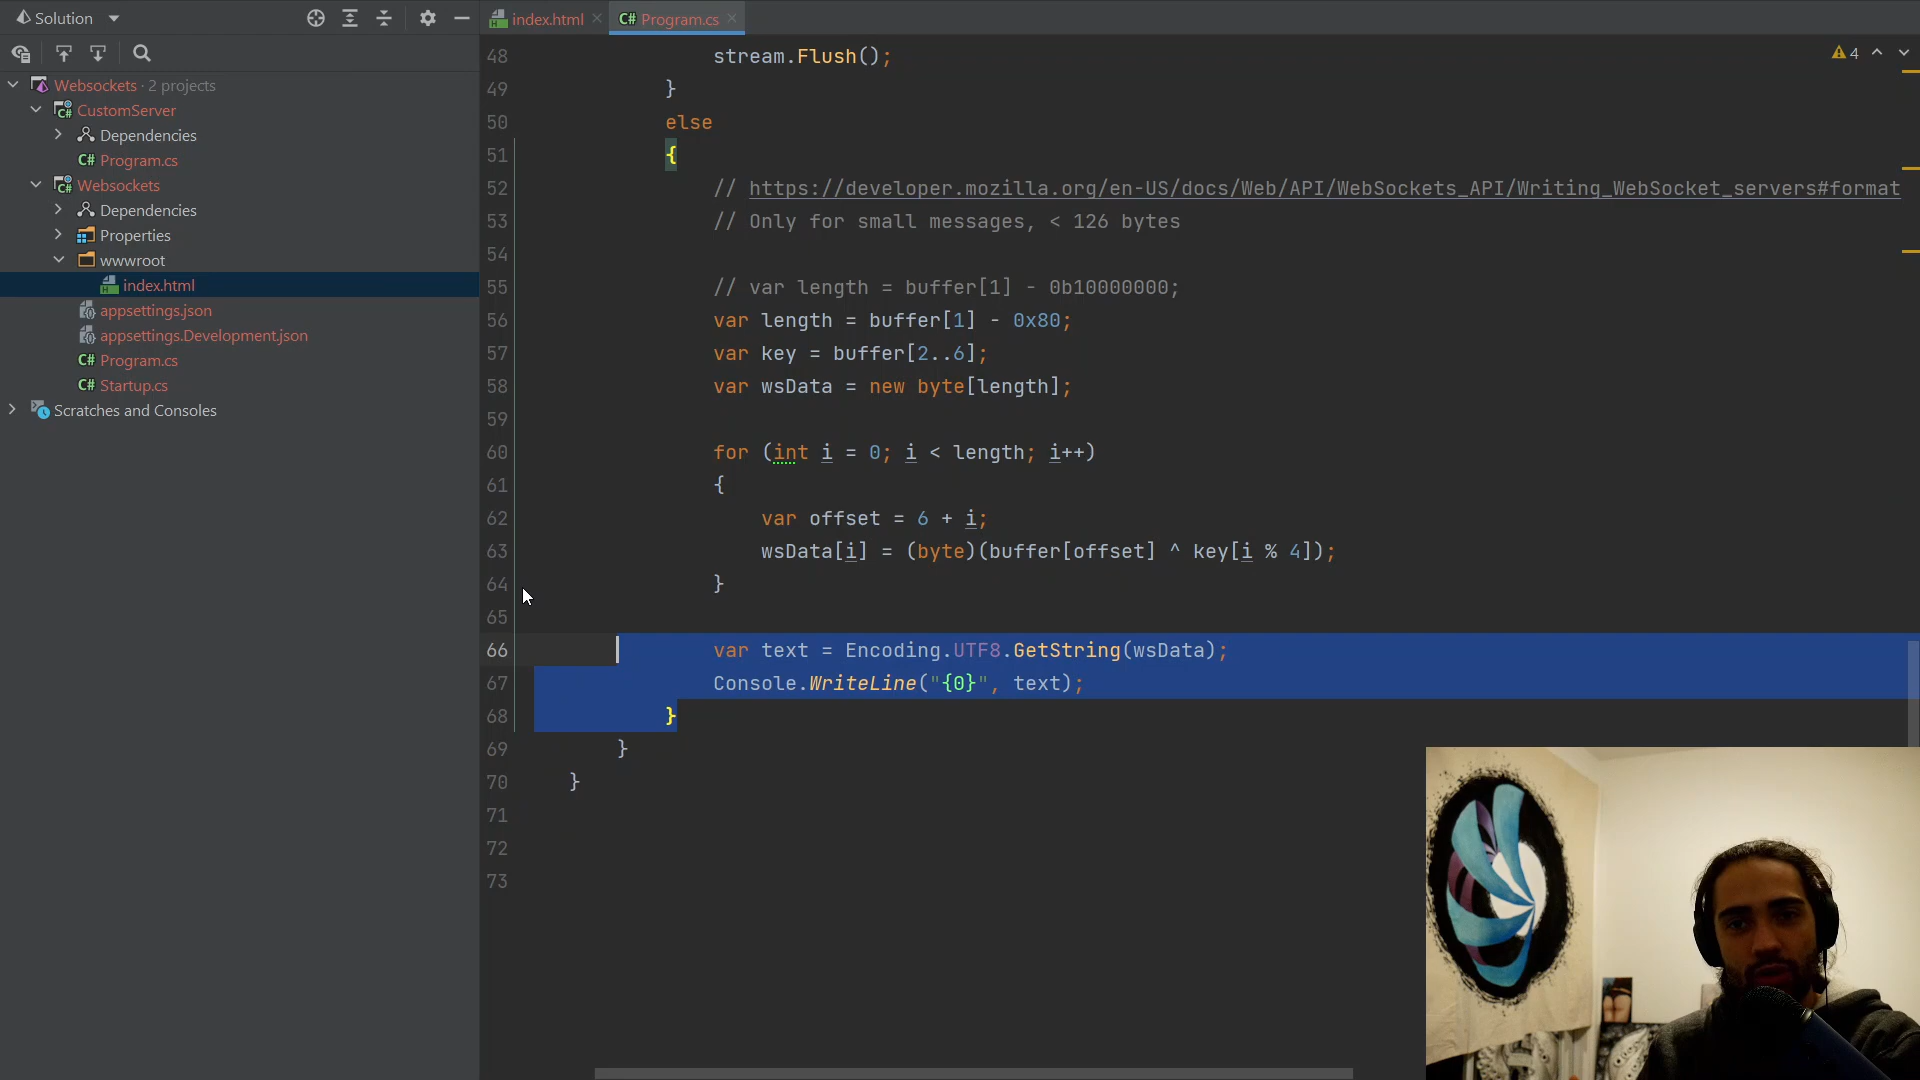 Solution
index.html
C# Program.cs
4
Websockets · 2 projects
CustomServer
Dependencies
C# Program.cs
Websockets
Dependencies
Properties
wwwroot
index.html
appsettings.json
appsettings.Development.json
C# Program.cs
C# Startup.cs
Scratches and Consoles
48 stream.Flush();
49 }
50 else
51 {
52 // https://developer.mozilla.org/en-US/docs/Web/API/WebSockets_API/Writing_WebSocket_servers#format
53 // Only for small messages, < 126 bytes
54
55 // var length = buffer[1] - 0b10000000;
56 var length = buffer[1] - 0x80;
57 var key = buffer[2..6];
58 var wsData = new byte[length];
59
60 for (int i = 0; i < length; i++)
61 {
62 var offset = 6 + i;
63 wsData[i] = (byte)(buffer[offset] ^ key[i % 4]);
64 }
65
66 var text = Encoding.UTF8.GetString(wsData);
67 Console.WriteLine("{0}", text);
68 }
69 }
70 }
71
72
73